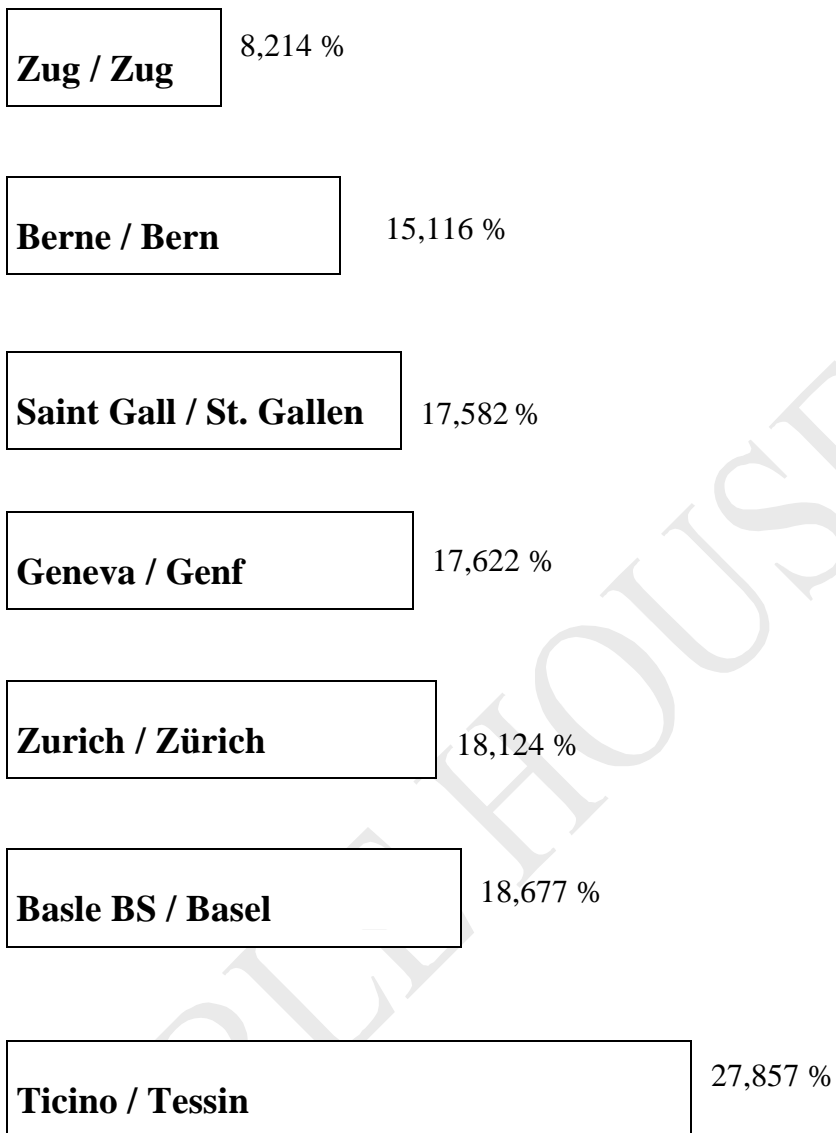 Zug / Zug 8,214 %
Berne / Bern 15,116 %
Saint Gall / St. Gallen 17,582 %
Geneva / Genf 17,622 %
Zurich / Zürich 18,124 %
Basle BS / Basel 18,677 %
Ticino / Tessin 27,857 %